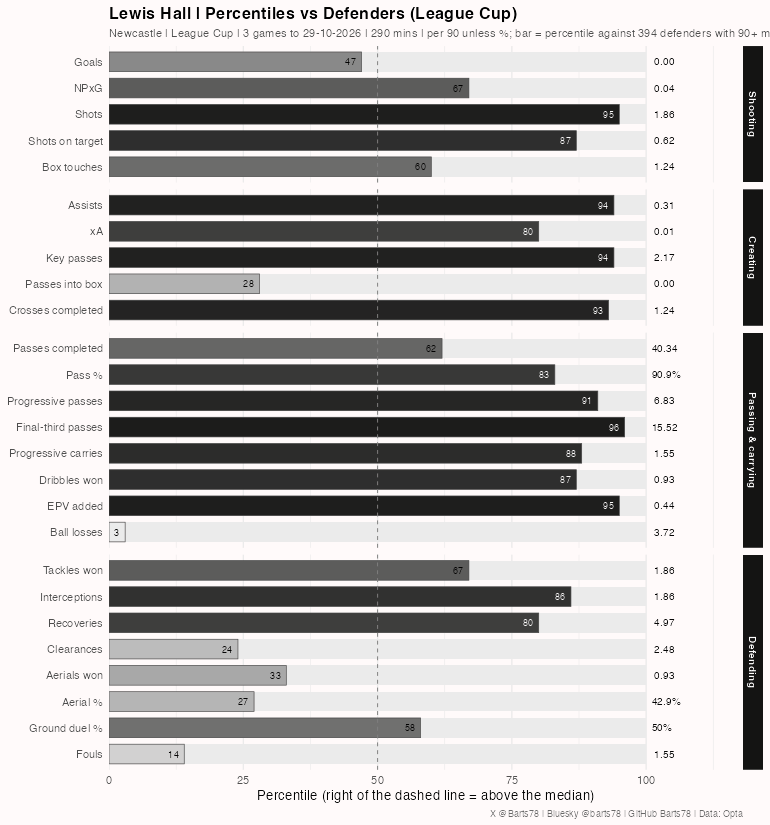 Lewis Hall | Percentiles vs Defenders (League Cup)
Newcastle | League Cup | 3 games to 29-10-2026 | 290 mins | per 90 unless %; bar = percentile against 394 defenders with 90+ m
Goals 47 0.00
NPxG 67 0.04
Shots 95 1.86
Shots on target 87 0.62
Box touches 60 1.24
Shooting
Assists 94 0.31
xA 80 0.01
Key passes 94 2.17
Passes into box 28 0.00
Crosses completed 93 1.24
Creating
Passes completed 62 40.34
Pass % 83 90.9%
Progressive passes 91 6.83
Final-third passes 96 15.52
Progressive carries 88 1.55
Dribbles won 87 0.93
EPV added 95 0.44
Ball losses 3 3.72
Passing & carrying
Tackles won 67 1.86
Interceptions 86 1.86
Recoveries 80 4.97
Clearances 24 2.48
Aerials won 33 0.93
Aerial % 27 42.9%
Ground duel % 58 50%
Fouls 14 1.55
Defending
0 25 50 75 100
Percentile (right of the dashed line = above the median)
X @Barts78 | Bluesky @barts78 | GitHub Barts78 | Data: Opta